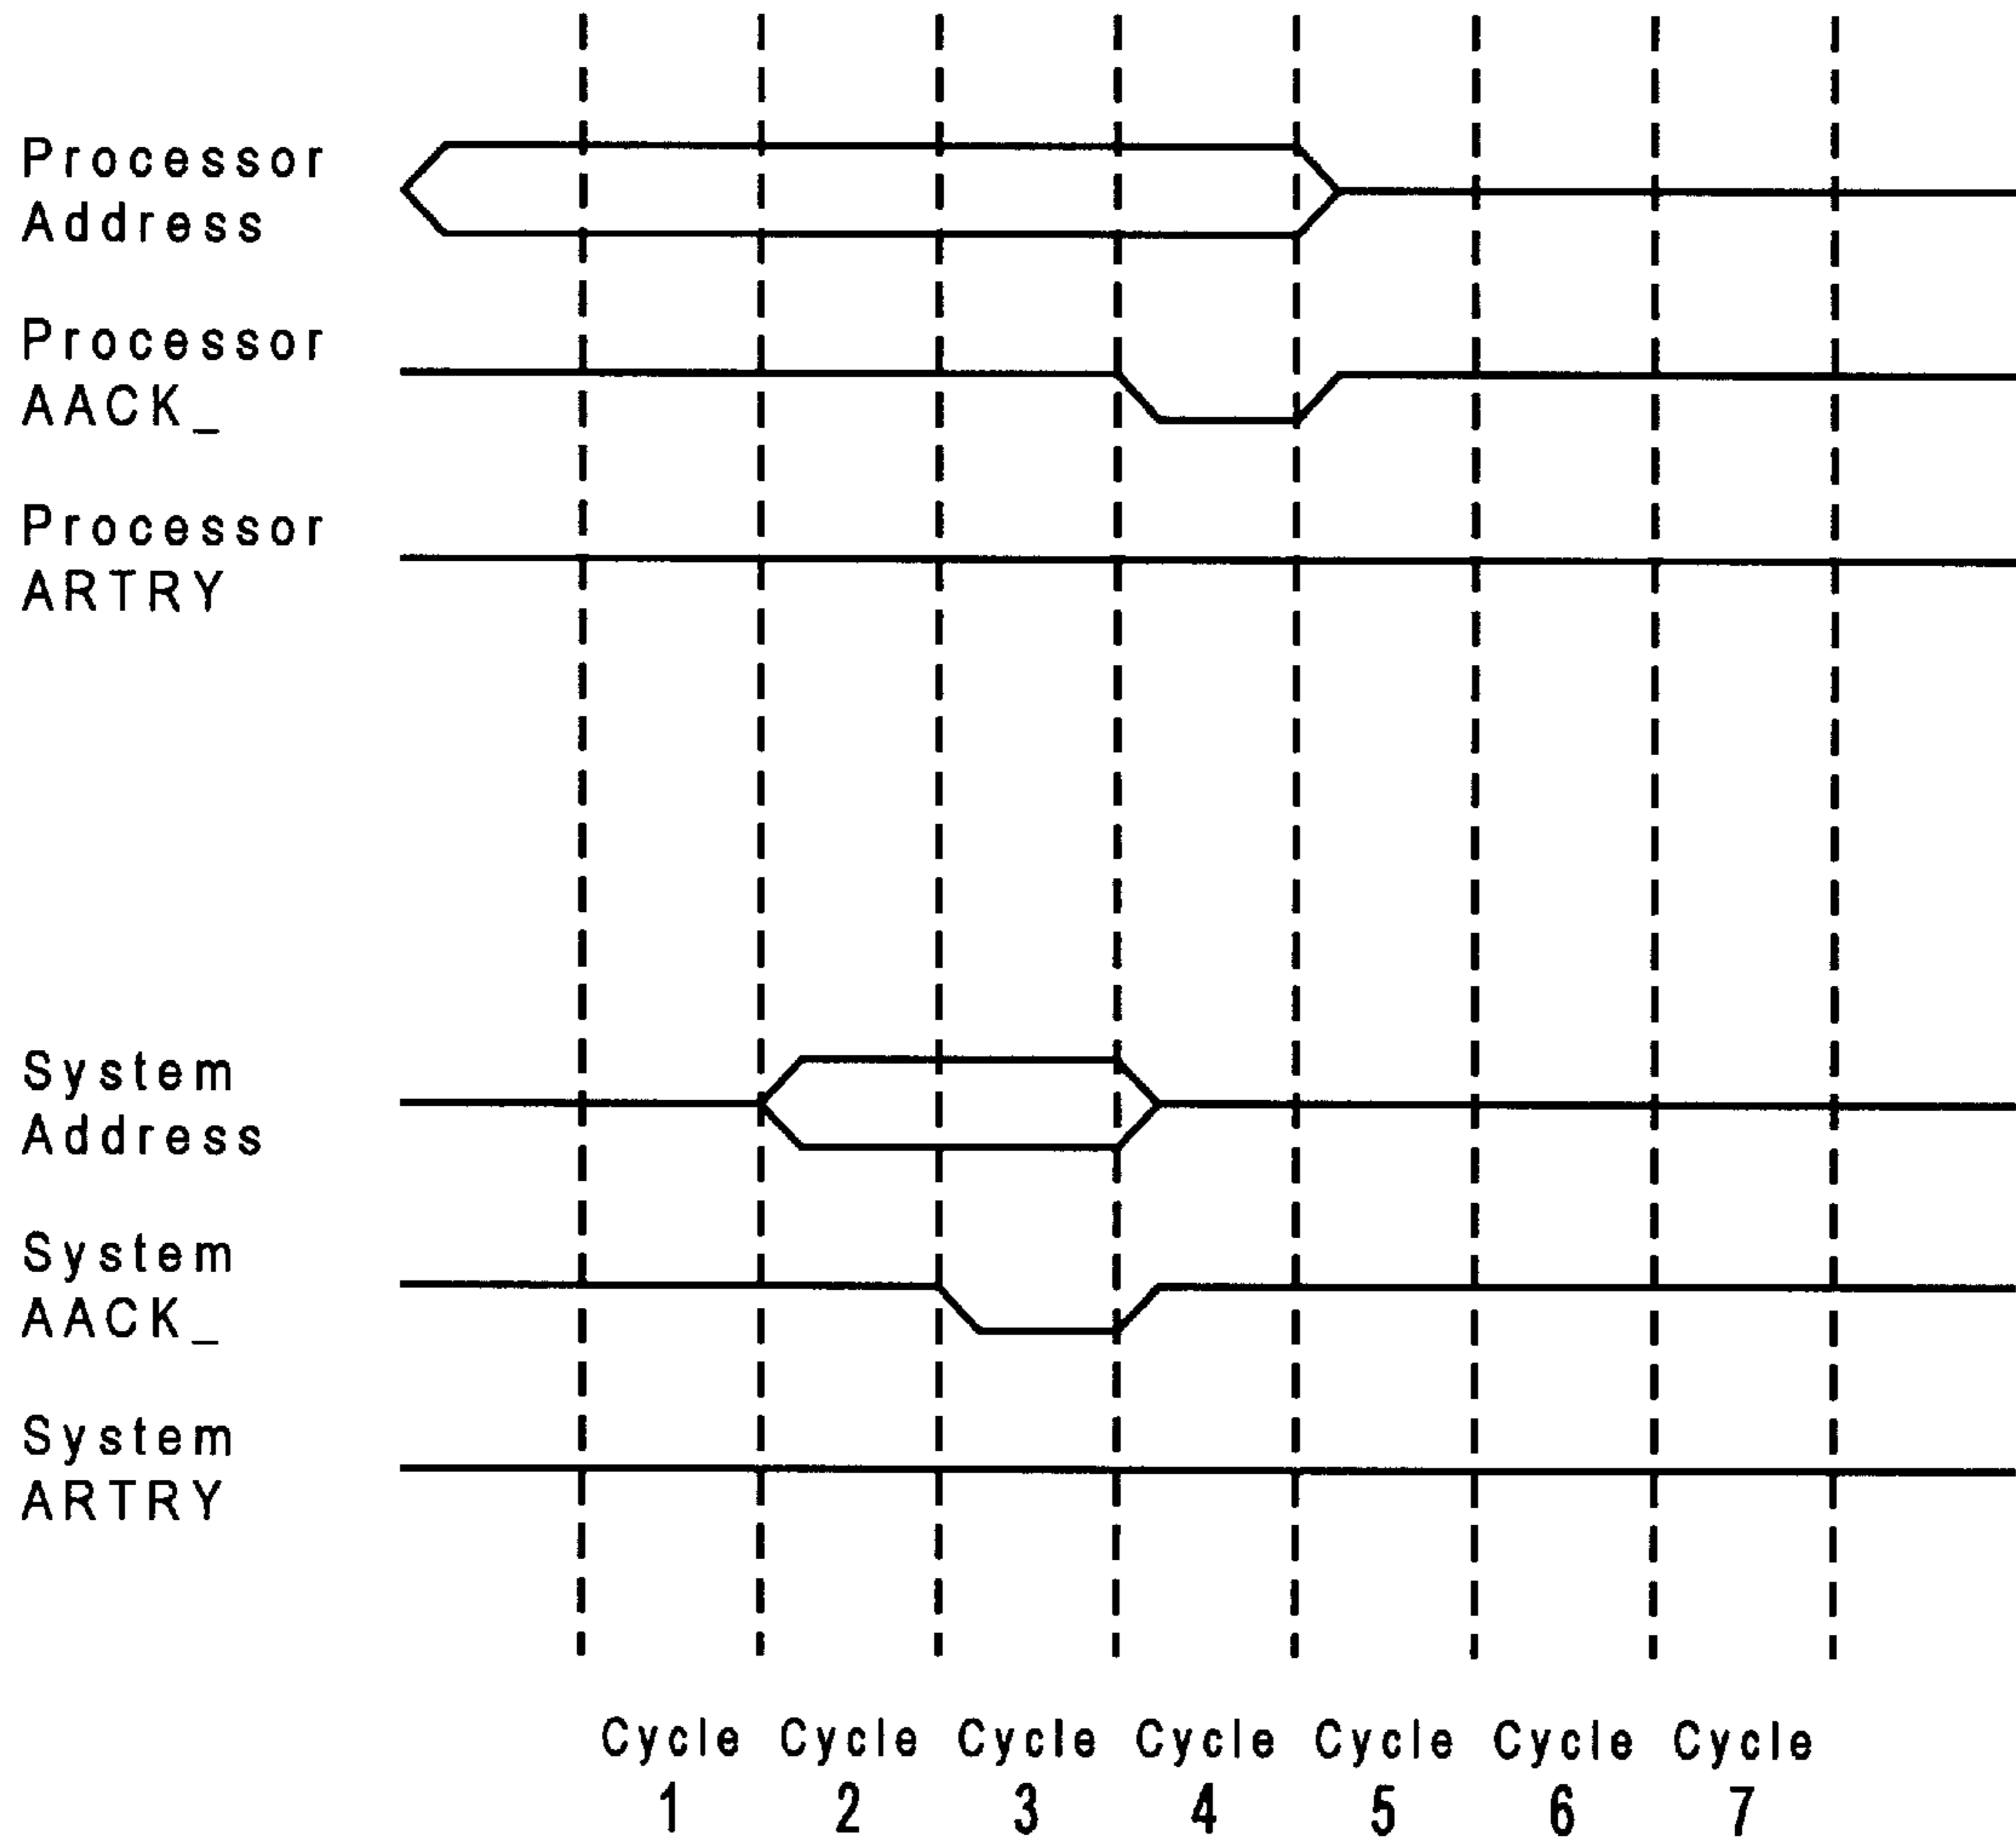 Processor
Address
Processor
AACK_
Processor
ARTRY
System
Address
System
AACK_
System
ARTRY
Cycle Cycle Cycle Cycle Cycle Cycle Cycle
1 2 3 4 5 6 7